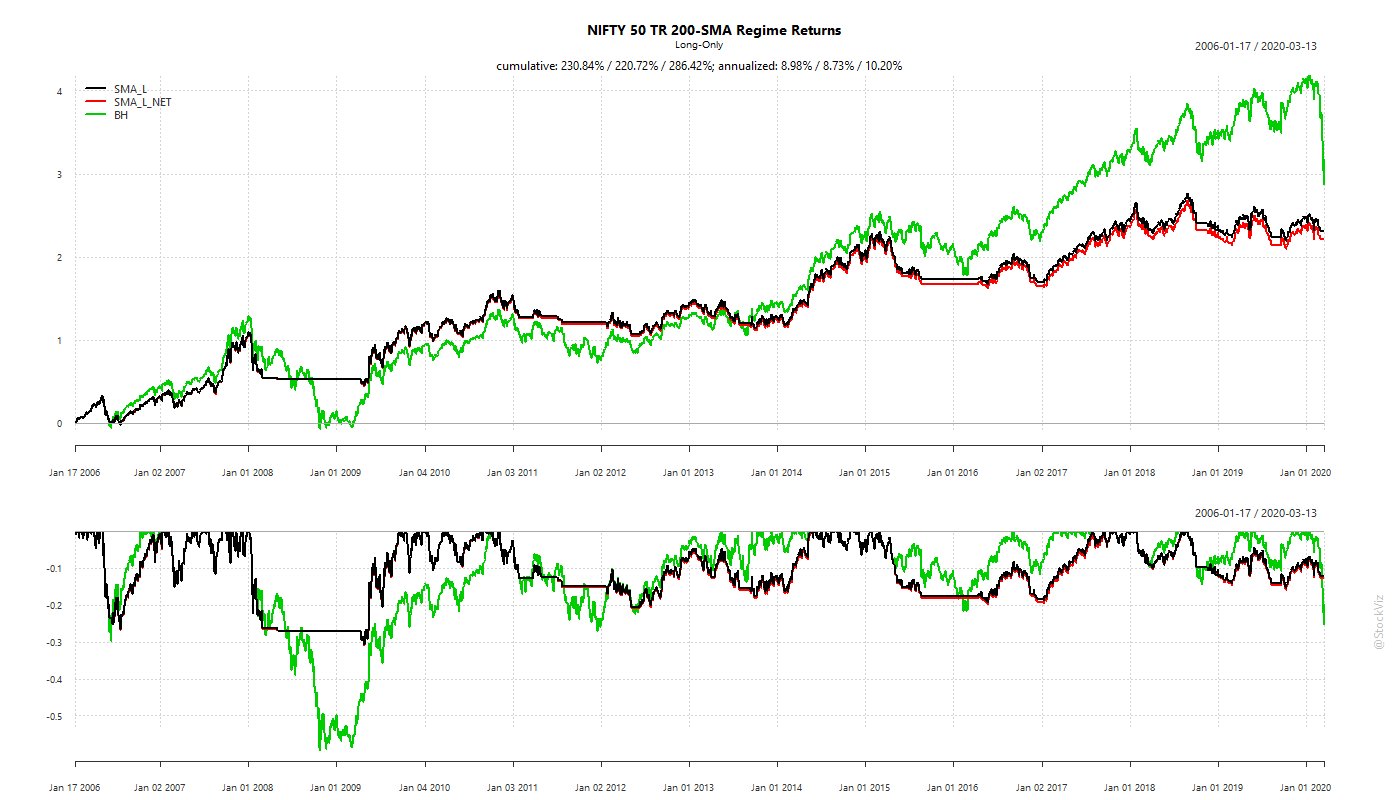 NIFTY 50 TR 200-SMA Regime Returns
Long-Only
2006-01-17 / 2020-03-13
cumulative: 230.84% / 220.72% / 286.42%; annualized: 8.98% / 8.73% / 10.20%
SMA_L
SMA_L_NET
BH
4
3
2
1
0
Jan 17 2006 Jan 02 2007 Jan 01 2008 Jan 01 2009 Jan 04 2010 Jan 03 2011 Jan 02 2012 Jan 01 2013 Jan 01 2014 Jan 01 2015 Jan 01 2016 Jan 02 2017 Jan 01 2018 Jan 01 2019 Jan 01 2020
2006-01-17 / 2020-03-13
-0.1
-0.2
-0.3
-0.4
-0.5
Jan 17 2006 Jan 02 2007 Jan 01 2008 Jan 01 2009 Jan 04 2010 Jan 03 2011 Jan 02 2012 Jan 01 2013 Jan 01 2014 Jan 01 2015 Jan 01 2016 Jan 02 2017 Jan 01 2018 Jan 01 2019 Jan 01 2020
@StockViz